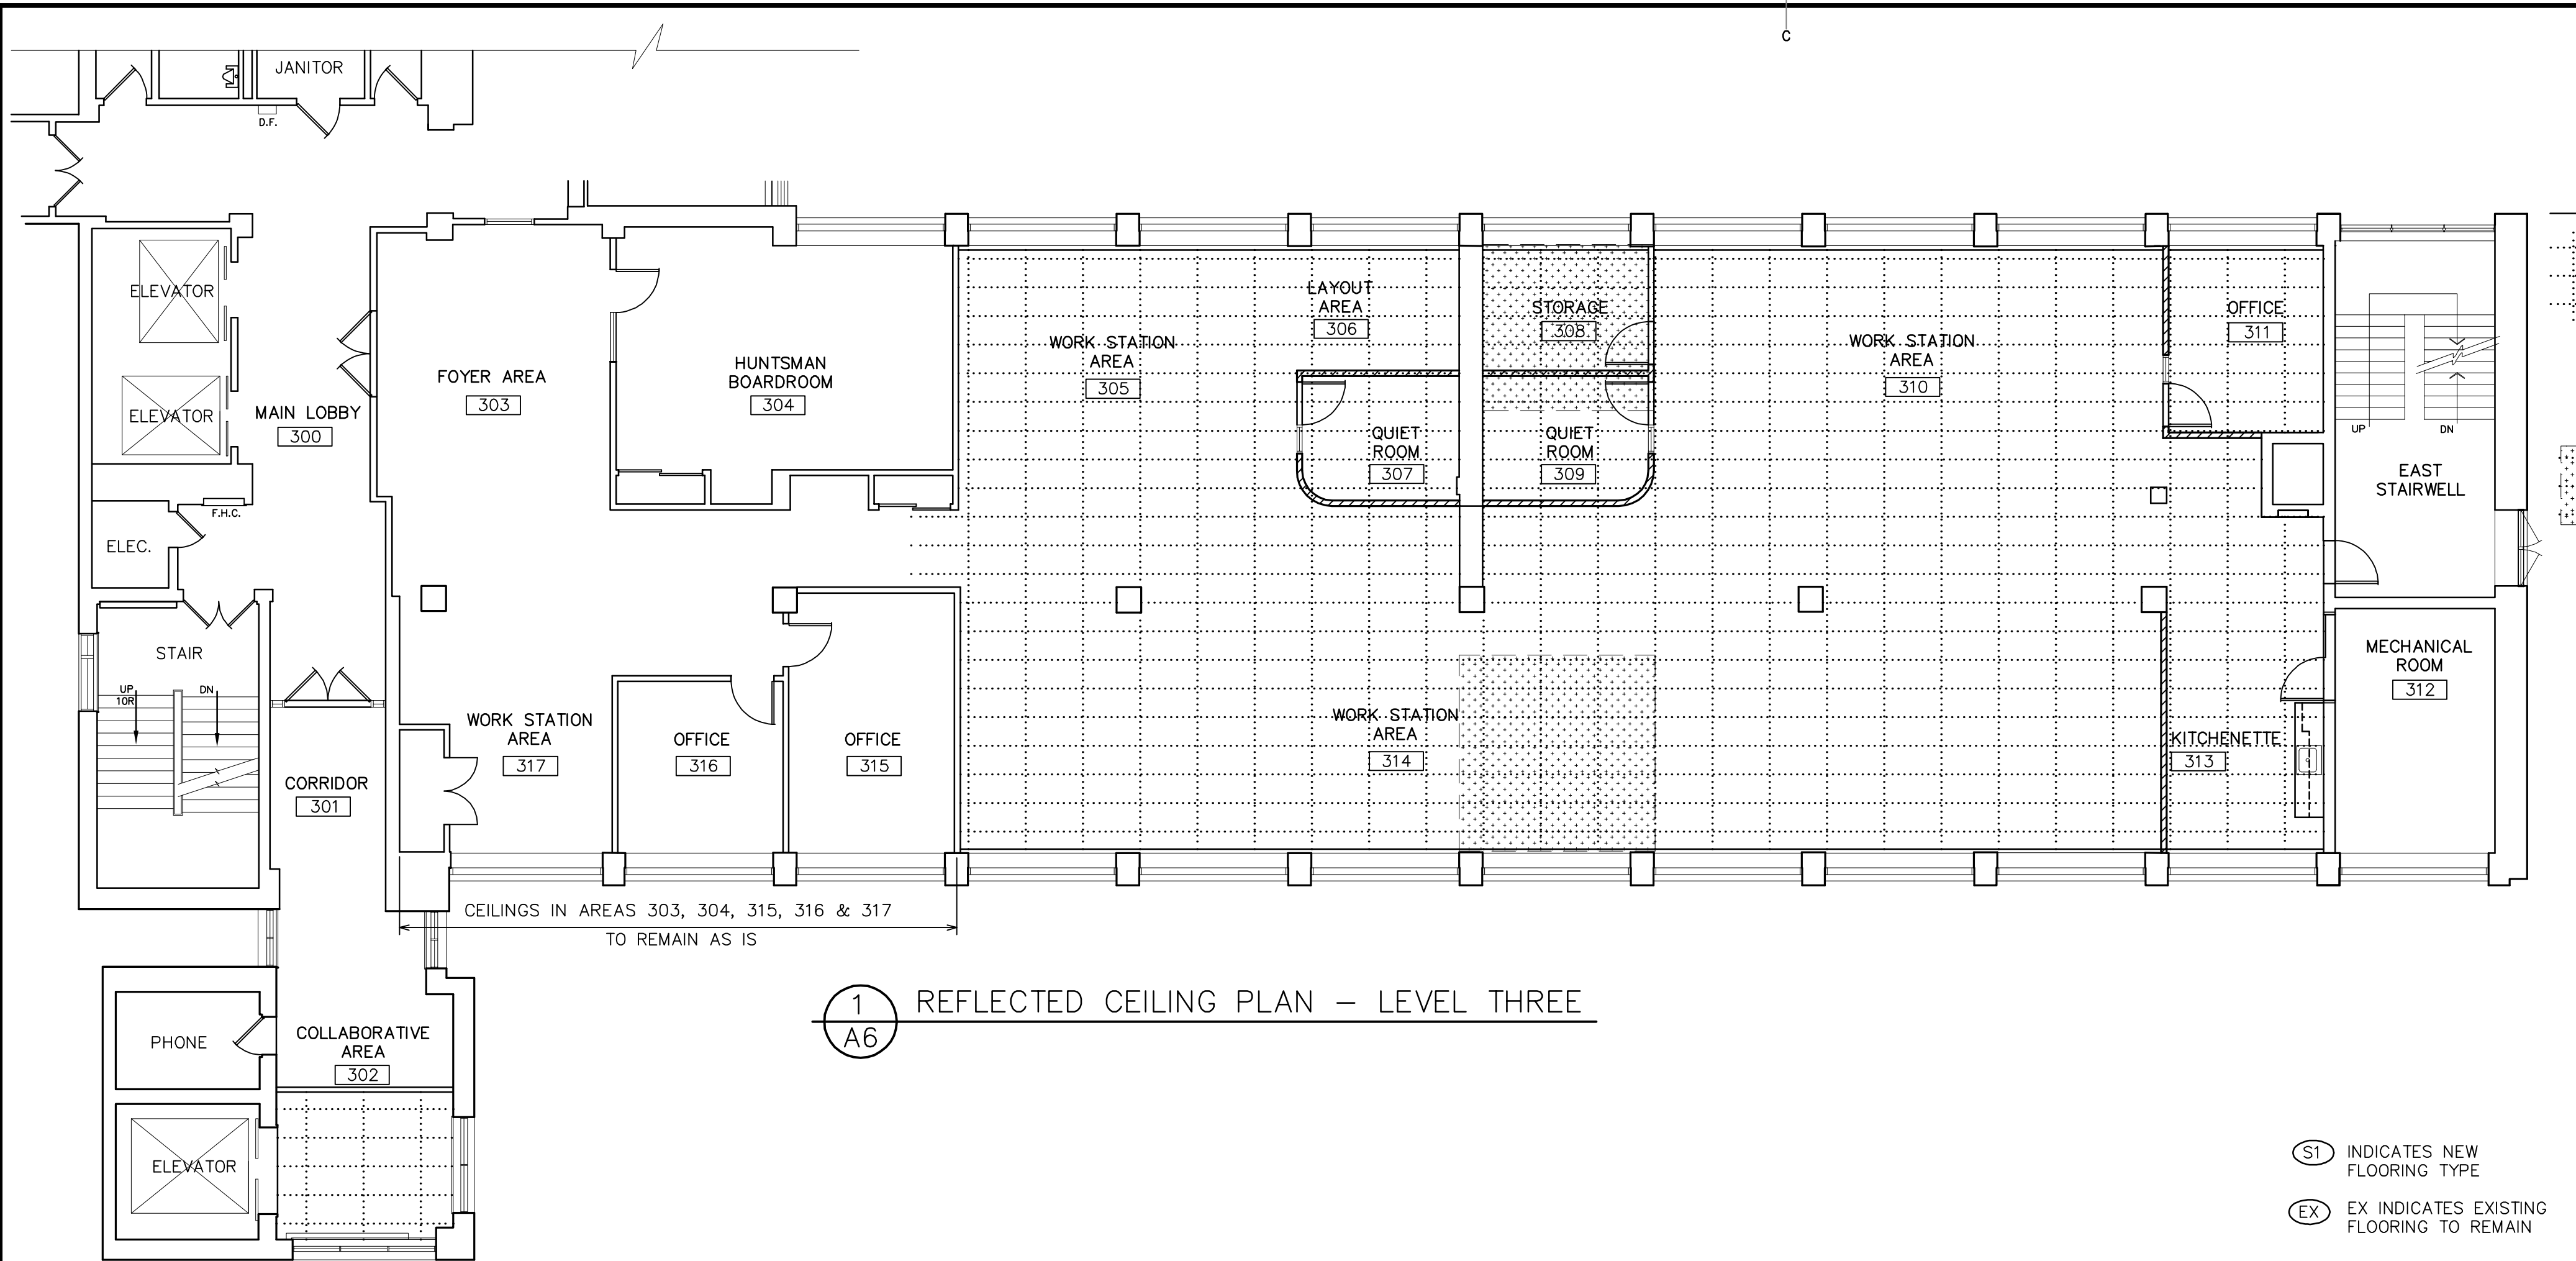 C
JANITOR
D.F.
ELEVATOR
ELEVATOR
MAIN LOBBY
300
F.H.C.
ELEC.
STAIR
UP
10R
DN
CORRIDOR
301
FOYER AREA
303
HUNTSMAN
BOARDROOM
304
WORK STATION
AREA
305
LAYOUT
AREA
306
QUIET
ROOM
307
STORAGE
308
QUIET
ROOM
309
WORK STATION
AREA
310
OFFICE
311
UP
DN
EAST
STAIRWELL
MECHANICAL
ROOM
312
KITCHENETTE
313
WORK STATION
AREA
314
OFFICE
315
OFFICE
316
WORK STATION
AREA
317
CEILINGS IN AREAS 303, 304, 315, 316 & 317
TO REMAIN AS IS
PHONE
COLLABORATIVE
AREA
302
ELEVATOR
1
A6
REFLECTED CEILING PLAN – LEVEL THREE
S1 INDICATES NEW
FLOORING TYPE
EX EX INDICATES EXISTING
FLOORING TO REMAIN